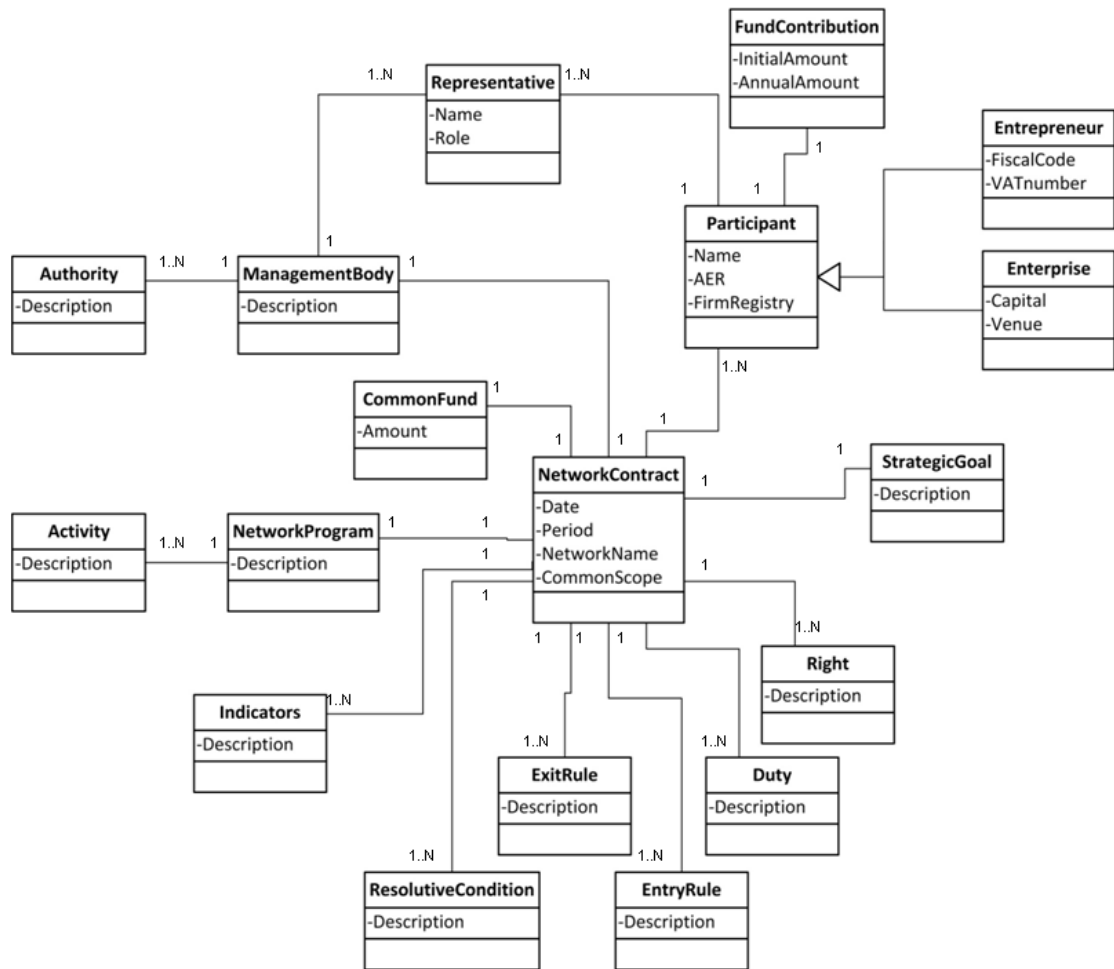 FundContribution
-InitialAmount
-AnnualAmount
1..N
Representative
1..N
-Name
-Role
Entrepreneur
-FiscalCode
-VATnumber
1
1
1
Participant
-Name
-AER
-FirmRegistry
1
Authority
1..N
1
ManagementBody
1
-Description
-Description
Enterprise
-Capital
-Venue
1..N
CommonFund
1
-Amount
1
1
1
NetworkContract
-Date
-Period
-NetworkName
-CommonScope
1
1
StrategicGoal
-Description
Activity
1..N
1
NetworkProgram
1
1
-Description
-Description
1
1
1
1..N
Right
-Description
1
1
1
Indicators
1..N
-Description
1..N
ExitRule
-Description
1..N
Duty
-Description
1..N
ResolutiveCondition
-Description
1..N
EntryRule
-Description